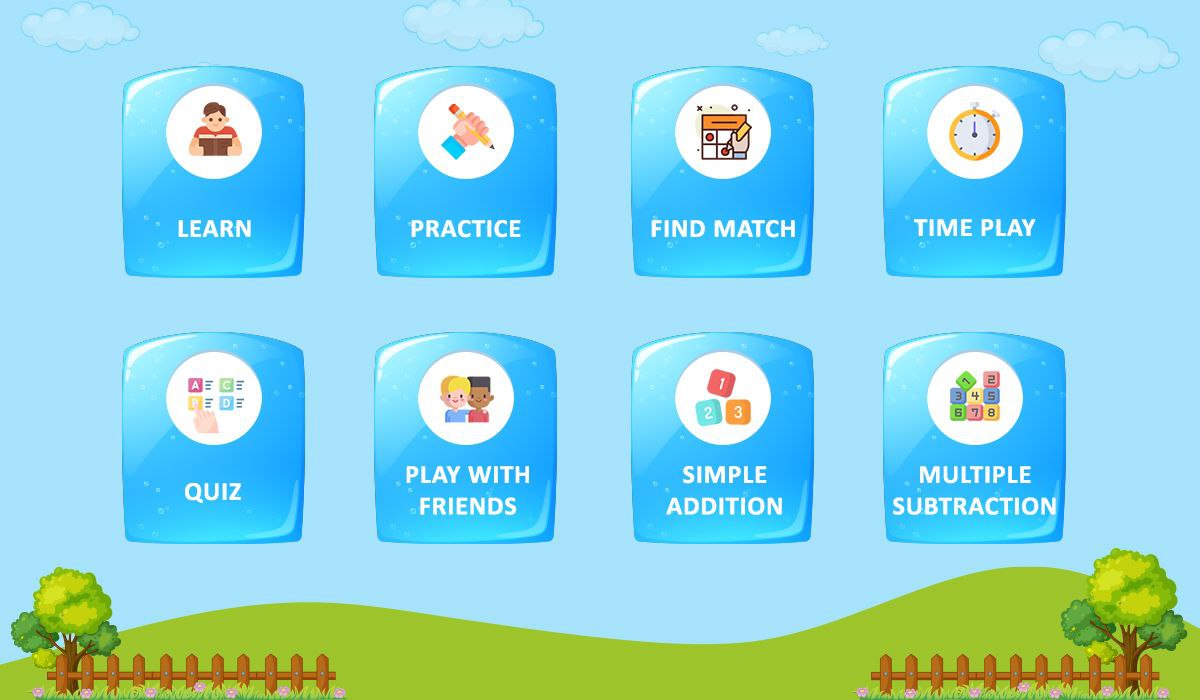 LEARN
PRACTICE
FIND MATCH
TIME PLAY
A C
B D
QUIZ
PLAY WITH
FRIENDS
1
2 3
SIMPLE
ADDITION
1 2
3 4 5
6 7 8
MULTIPLE
SUBTRACTION